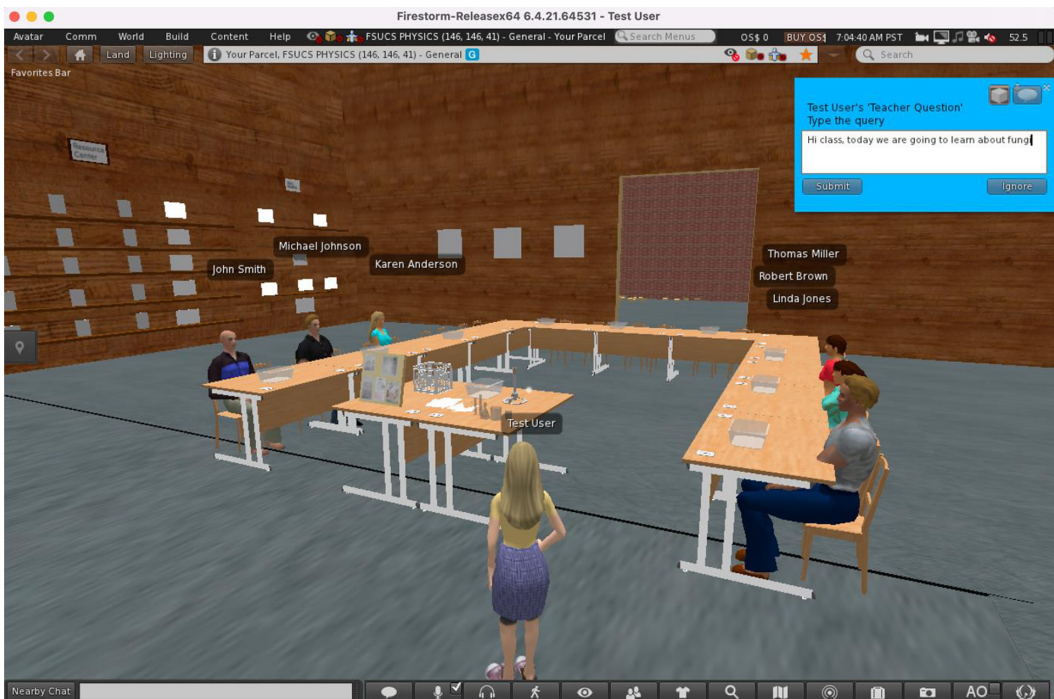 Firestorm-Releasex64 6.4.21.64531 - Test User
Avatar Comm World Build Content Help FSUCS PHYSICS (146, 146, 41) - General - Your Parcel Search Menus OS$ 0 BUY OS$ 7:04:40 AM PST 52.5
Land Lighting Your Parcel, FSUCS PHYSICS (146, 146, 41) - General G Search
Favorites Bar
Test User's 'Teacher Question'
Type the query
Hi class, today we are going to learn about fungi
Submit Ignore
Resource
Center
Michael Johnson
John Smith
Karen Anderson
Thomas Miller
Robert Brown
Linda Jones
Test User
Nearby Chat
AO